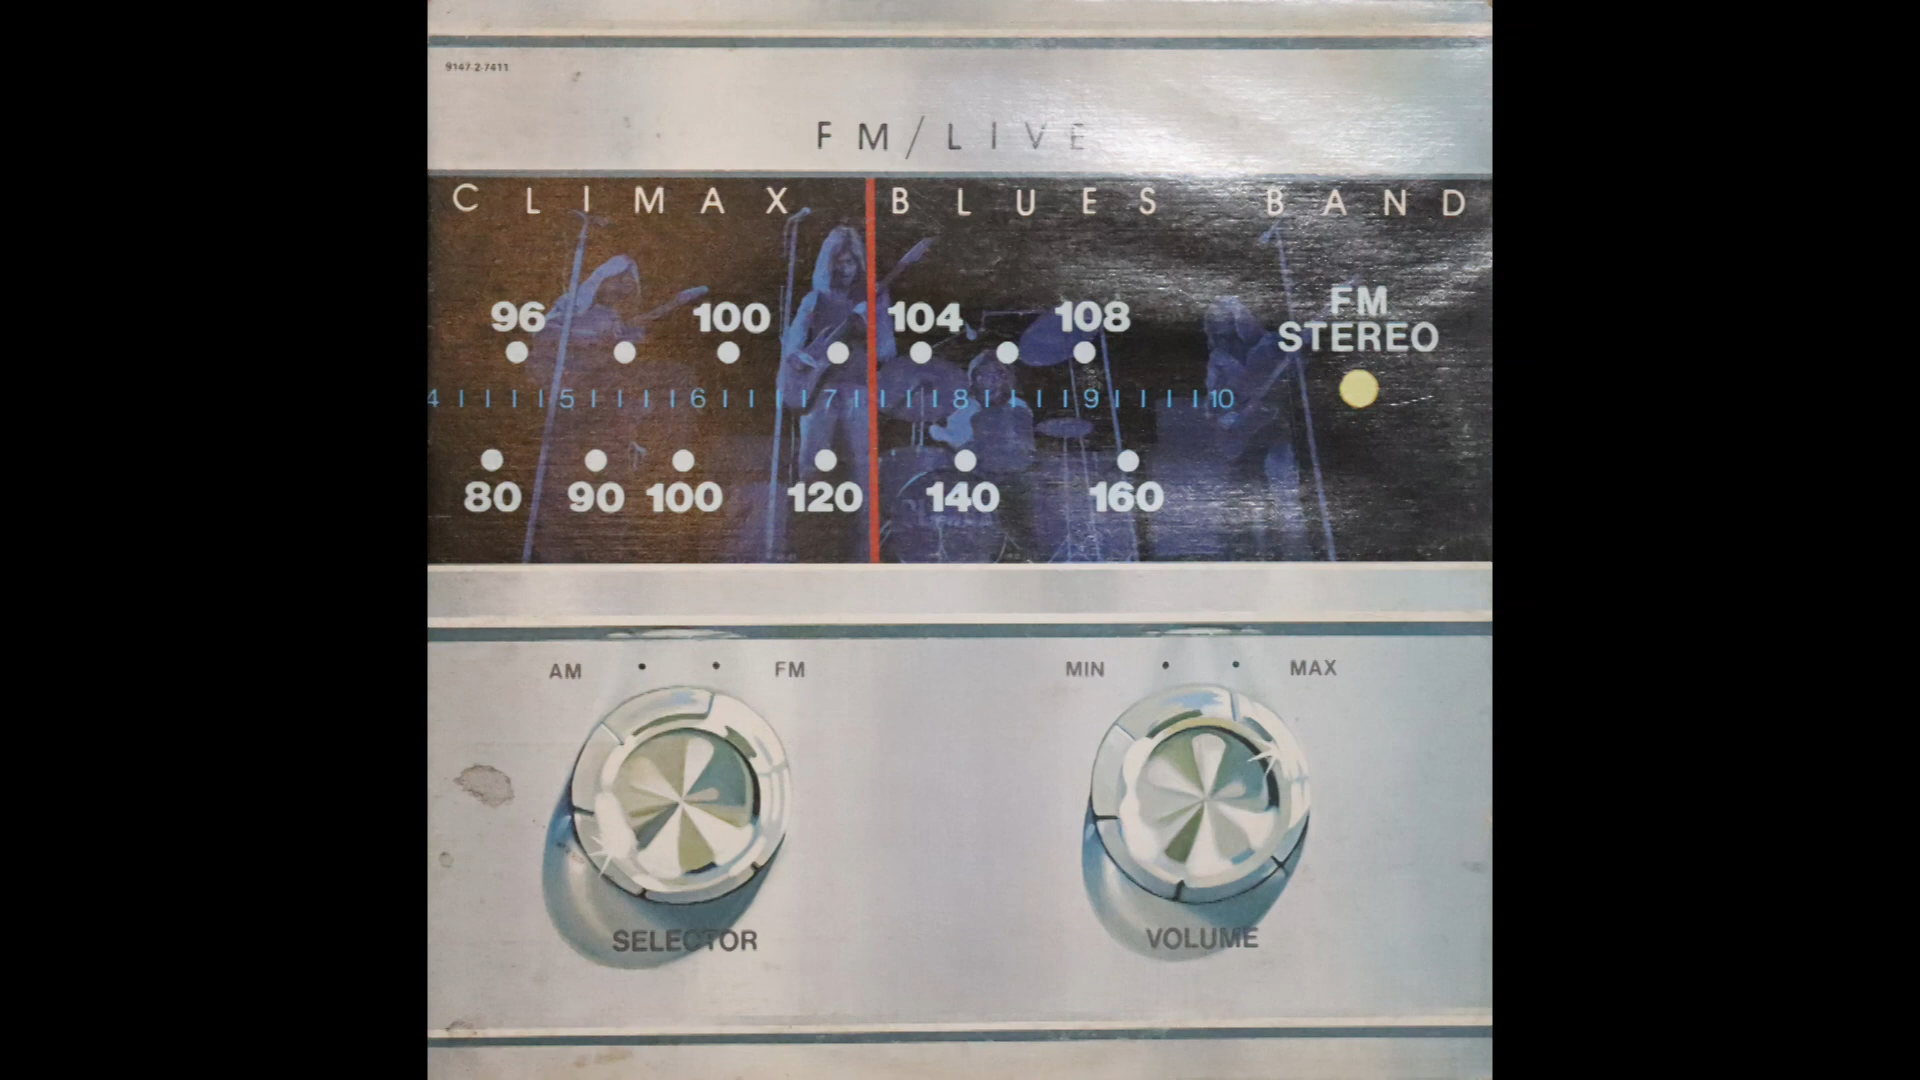 9147-2-7411
FM/LIVE
CLIMAX BLUES BAND
96 100 104 108
FM
STEREO
4 5 6 7 8 9 10
80 90 100 120 140 160
AM • • FM
MIN • • MAX
SELECTOR
VOLUME